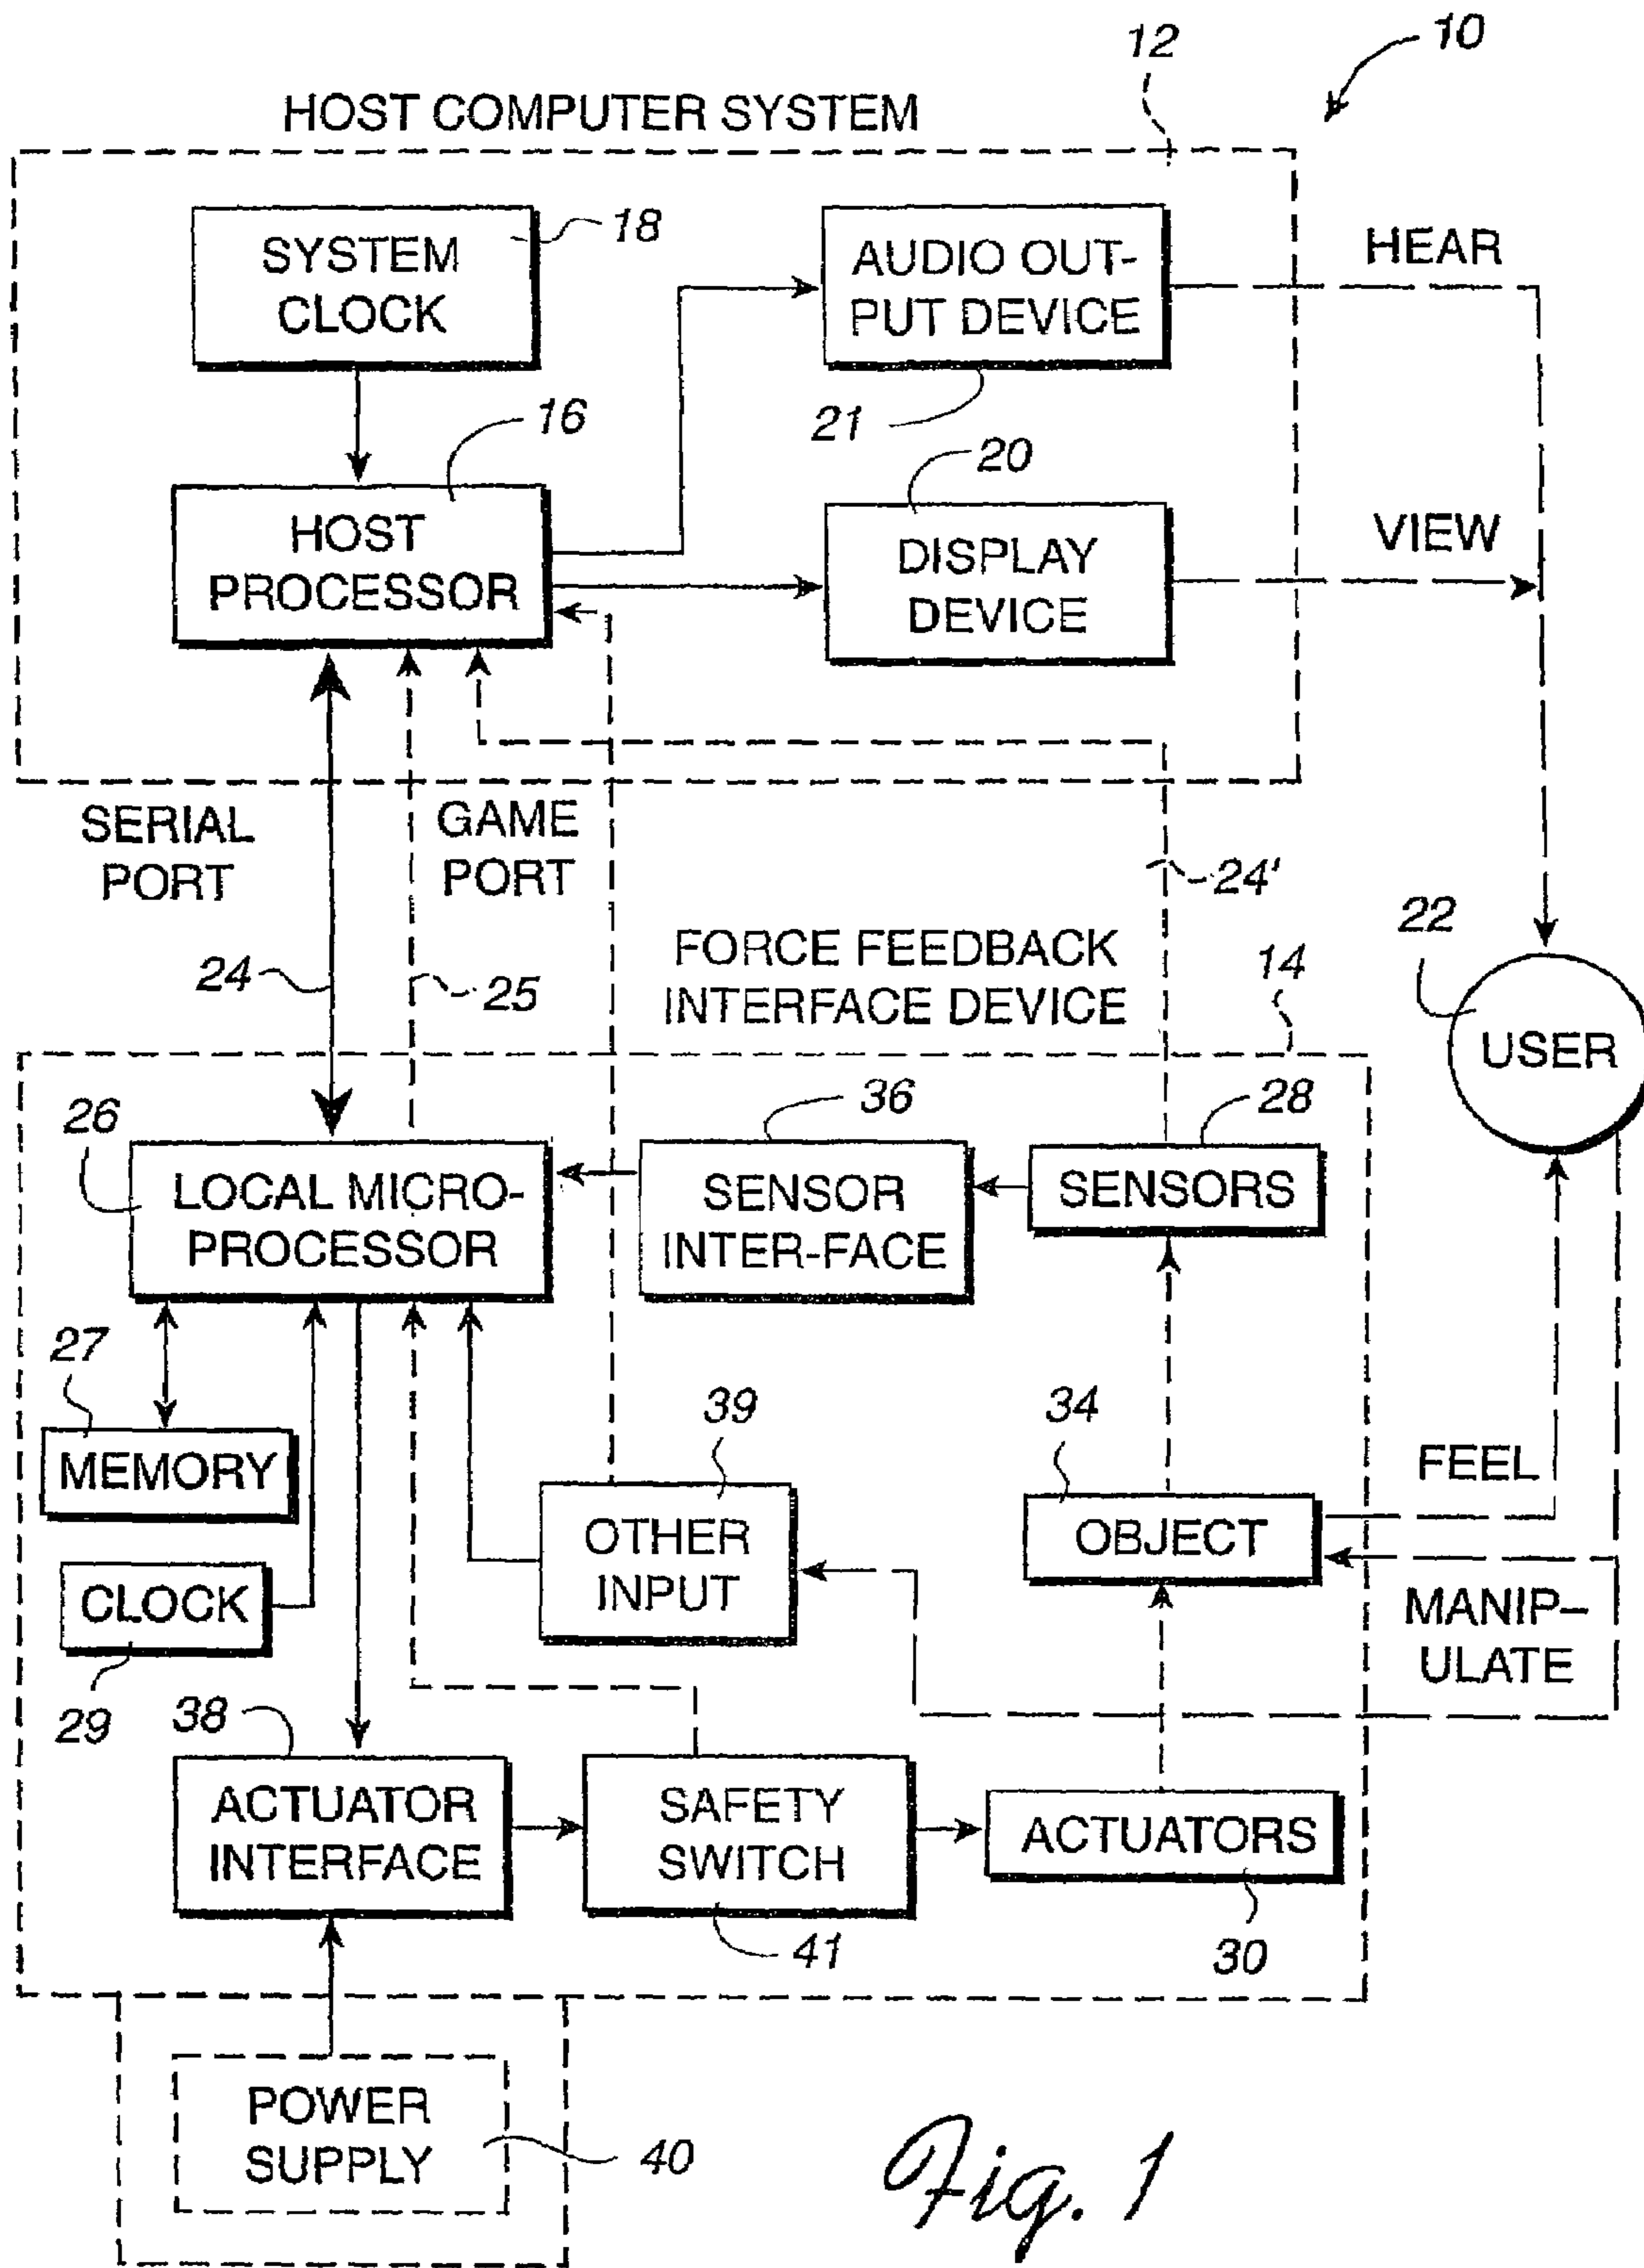 10
12
HOST COMPUTER SYSTEM
SYSTEM
CLOCK
18
AUDIO OUT-
PUT DEVICE
21
HEAR
16
HOST
PROCESSOR
20
DISPLAY
DEVICE
VIEW
SERIAL
PORT
GAME
PORT
24'
24
25
FORCE FEEDBACK
INTERFACE DEVICE
14
22
USER
26
LOCAL MICRO-
PROCESSOR
36
SENSOR
INTER-FACE
28
SENSORS
27
MEMORY
CLOCK
29
39
OTHER
INPUT
34
OBJECT
FEEL
MANIP-
ULATE
38
ACTUATOR
INTERFACE
SAFETY
SWITCH
41
ACTUATORS
30
POWER
SUPPLY
40
Fig. 1